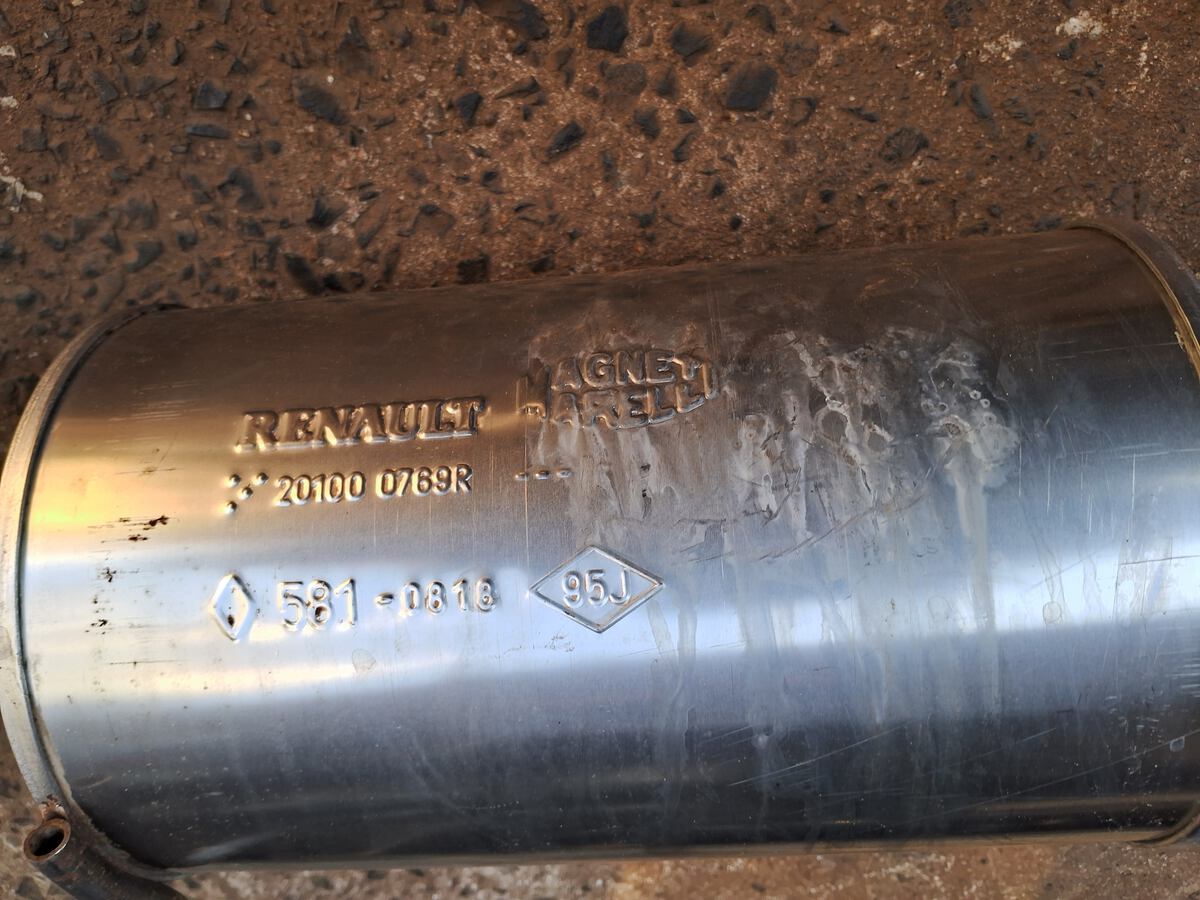 RENAULT
MAGNETI
MARELLI
20100 0769R ---
581 -0818
95J